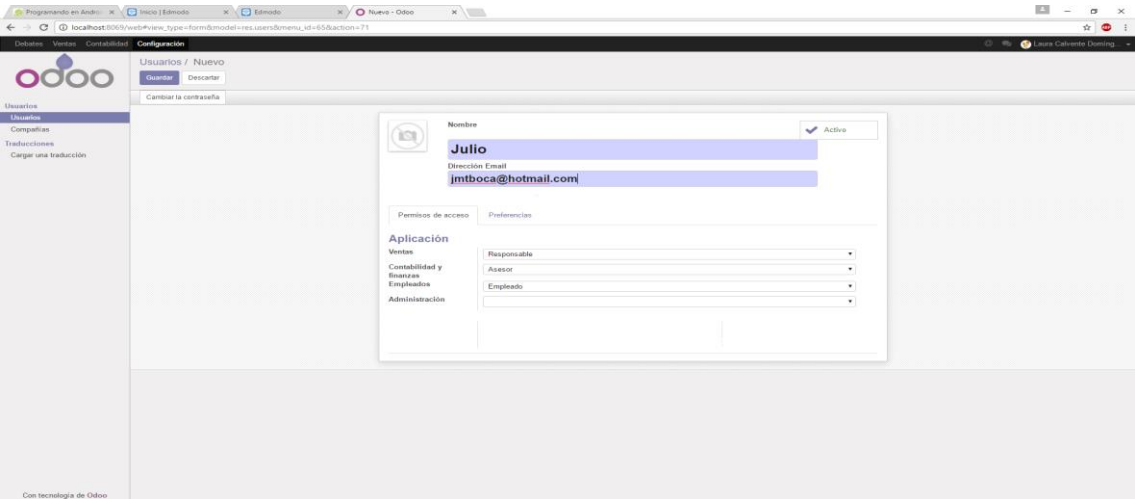 Programando en Andro
Inicio | Edmodo
Edmodo
Nuevo - Odoo
localhost:8069/web#view_type=form&model=res.users&menu_id=65&action=71
Debates Ventas Contabilidad Configuración
Laura Calvente Doming...
odoo
Usuarios / Nuevo
Guardar Descartar
Cambiar la contraseña
Usuarios
Usuarios
Compañías
Traducciones
Cargar una traducción
Nombre
Activo
Julio
Dirección Email
jmtboca@hotmail.com
Permisos de acceso Preferencias
Aplicación
Ventas Responsable
Contabilidad y finanzas Asesor
Empleados Empleado
Administración
Con tecnología de Odoo